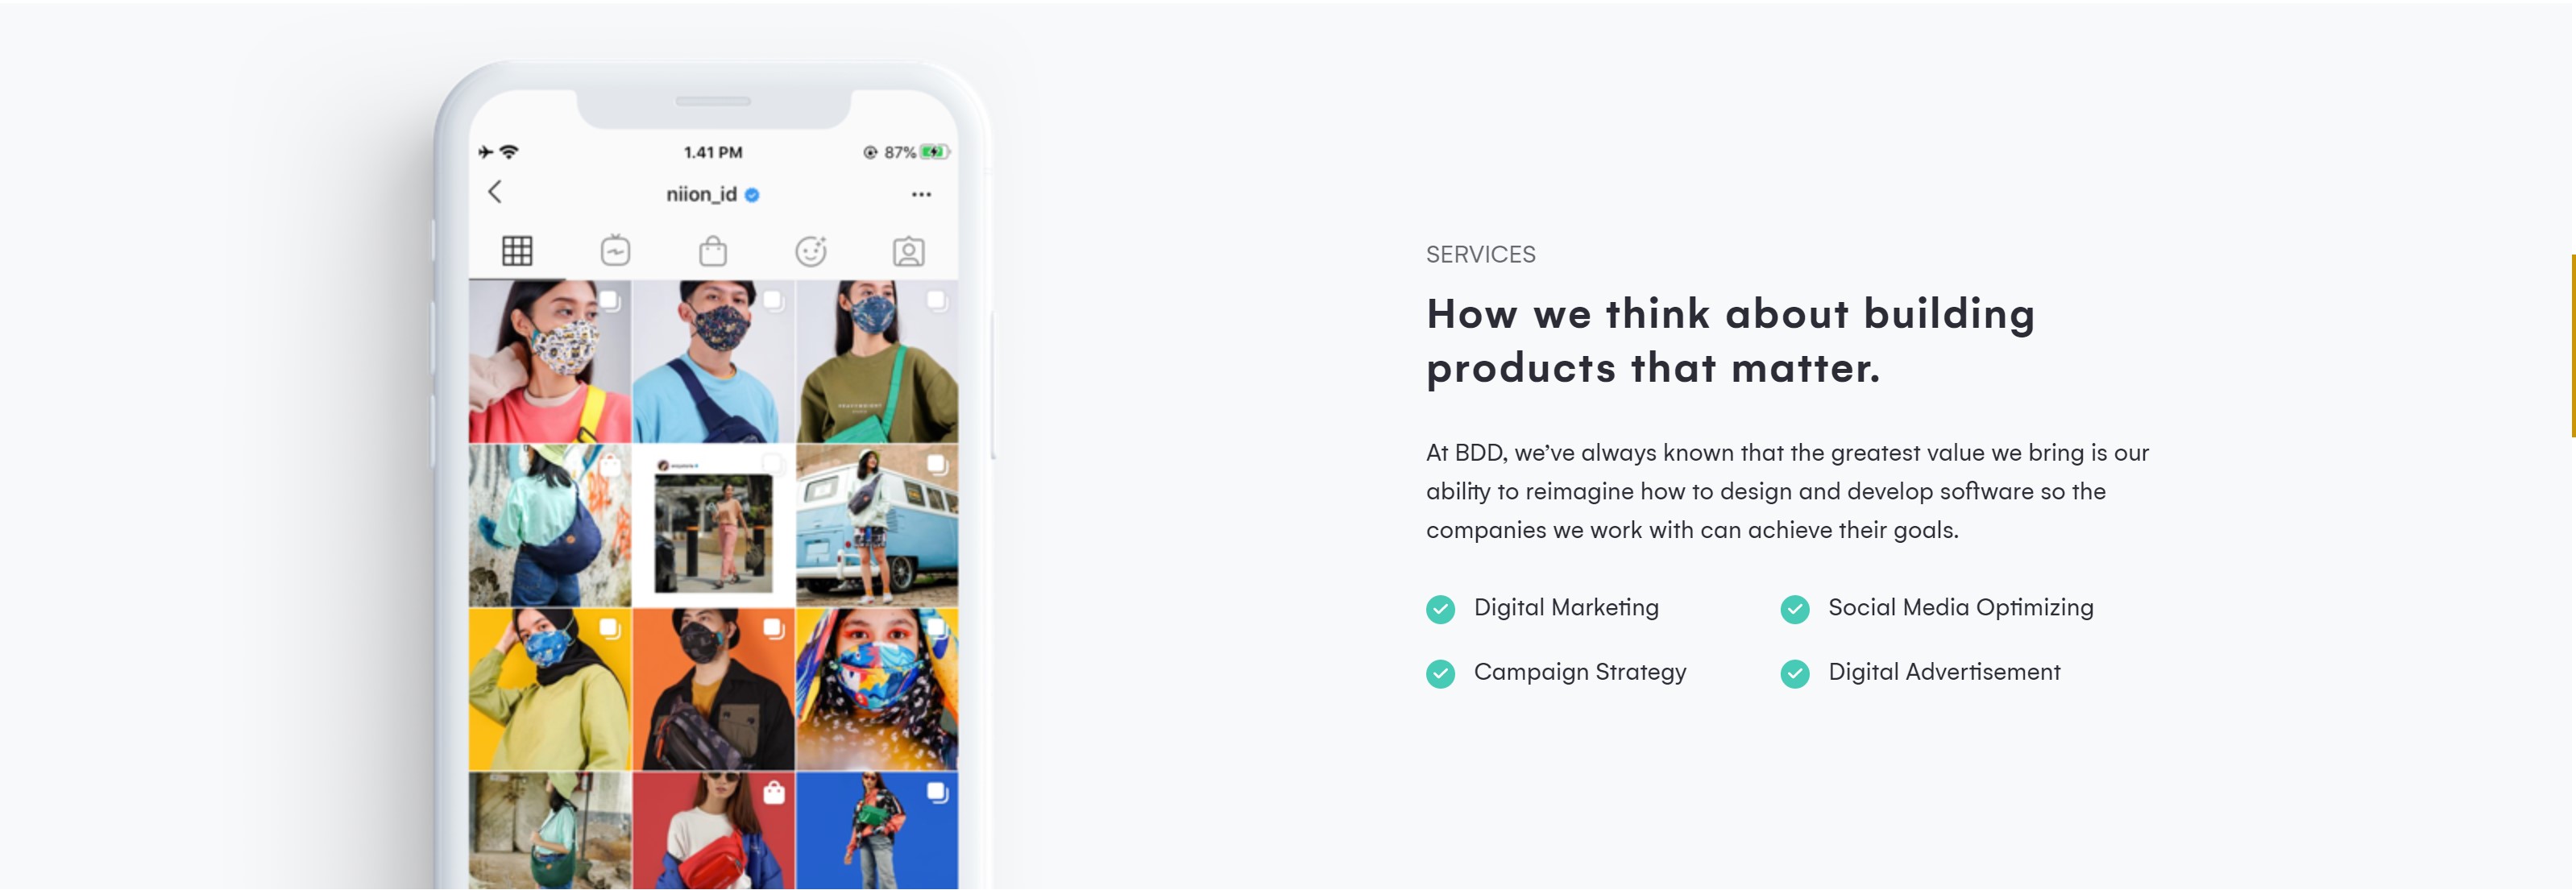 1.41 PM
87%
niion_id
SERVICES
How we think about building
products that matter.
At BDD, we’ve always known that the greatest value we bring is our
ability to reimagine how to design and develop software so the
companies we work with can achieve their goals.
Digital Marketing
Social Media Optimizing
Campaign Strategy
Digital Advertisement